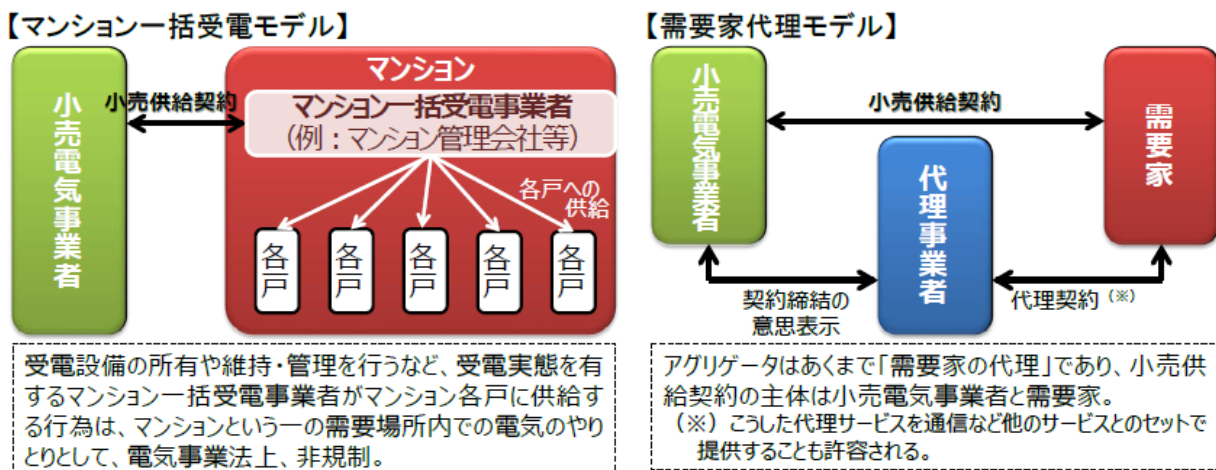 【マンション一括受電モデル】
小売電気事業者
小売供給契約
マンション
マンション一括受電事業者
(例：マンション管理会社等)
各戸への
供給
各戸
各戸
各戸
各戸
各戸
受電設備の所有や維持・管理を行うなど、受電実態を有
するマンション一括受電事業者がマンション各戸に供給す
る行為は、マンションという一の需要場所内での電気のやり
とりとして、電気事業法上、非規制。
【需要家代理モデル】
小売電気事業者
小売供給契約
需要家
代理事業者
契約締結の
意思表示
代理契約（※）
アグリゲータはあくまで「需要家の代理」であり、小売供
給契約の主体は小売電気事業者と需要家。
（※）こうした代理サービスを通信など他のサービスとのセットで
提供することも許容される。